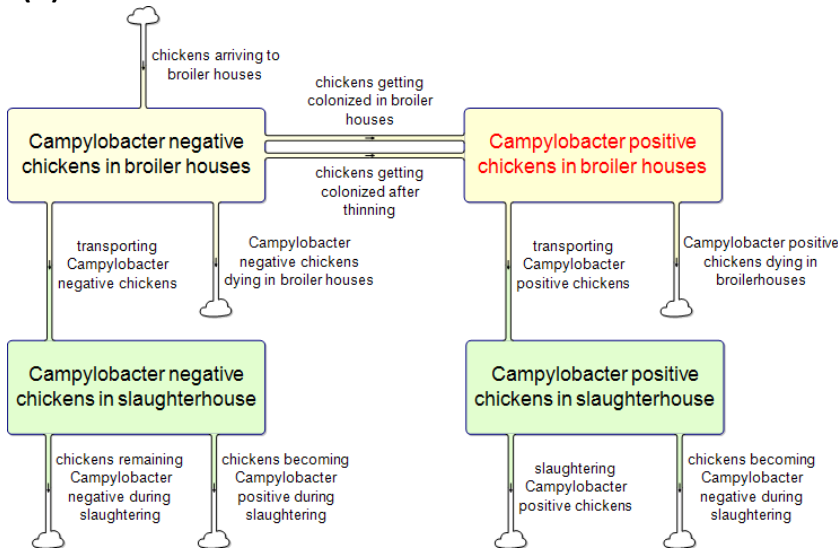 chickens arriving to
broiler houses
chickens getting
colonized in broiler
houses
Campylobacter negative
chickens in broiler houses
Campylobacter positive
chickens in broiler houses
chickens getting
colonized after
thinning
transporting
Campylobacter
negative chickens
Campylobacter
negative chickens
dying in broiler houses
transporting
Campylobacter
positive chickens
Campylobacter positive
chickens dying in
broilerhouses
Campylobacter negative
chickens in slaughterhouse
Campylobacter positive
chickens in slaughterhouse
chickens remaining
Campylobacter
negative during
slaughtering
chickens becoming
Campylobacter
positive during
slaughtering
slaughtering
Campylobacter
positive chickens
chickens becoming
Campylobacter
negative during
slaughtering